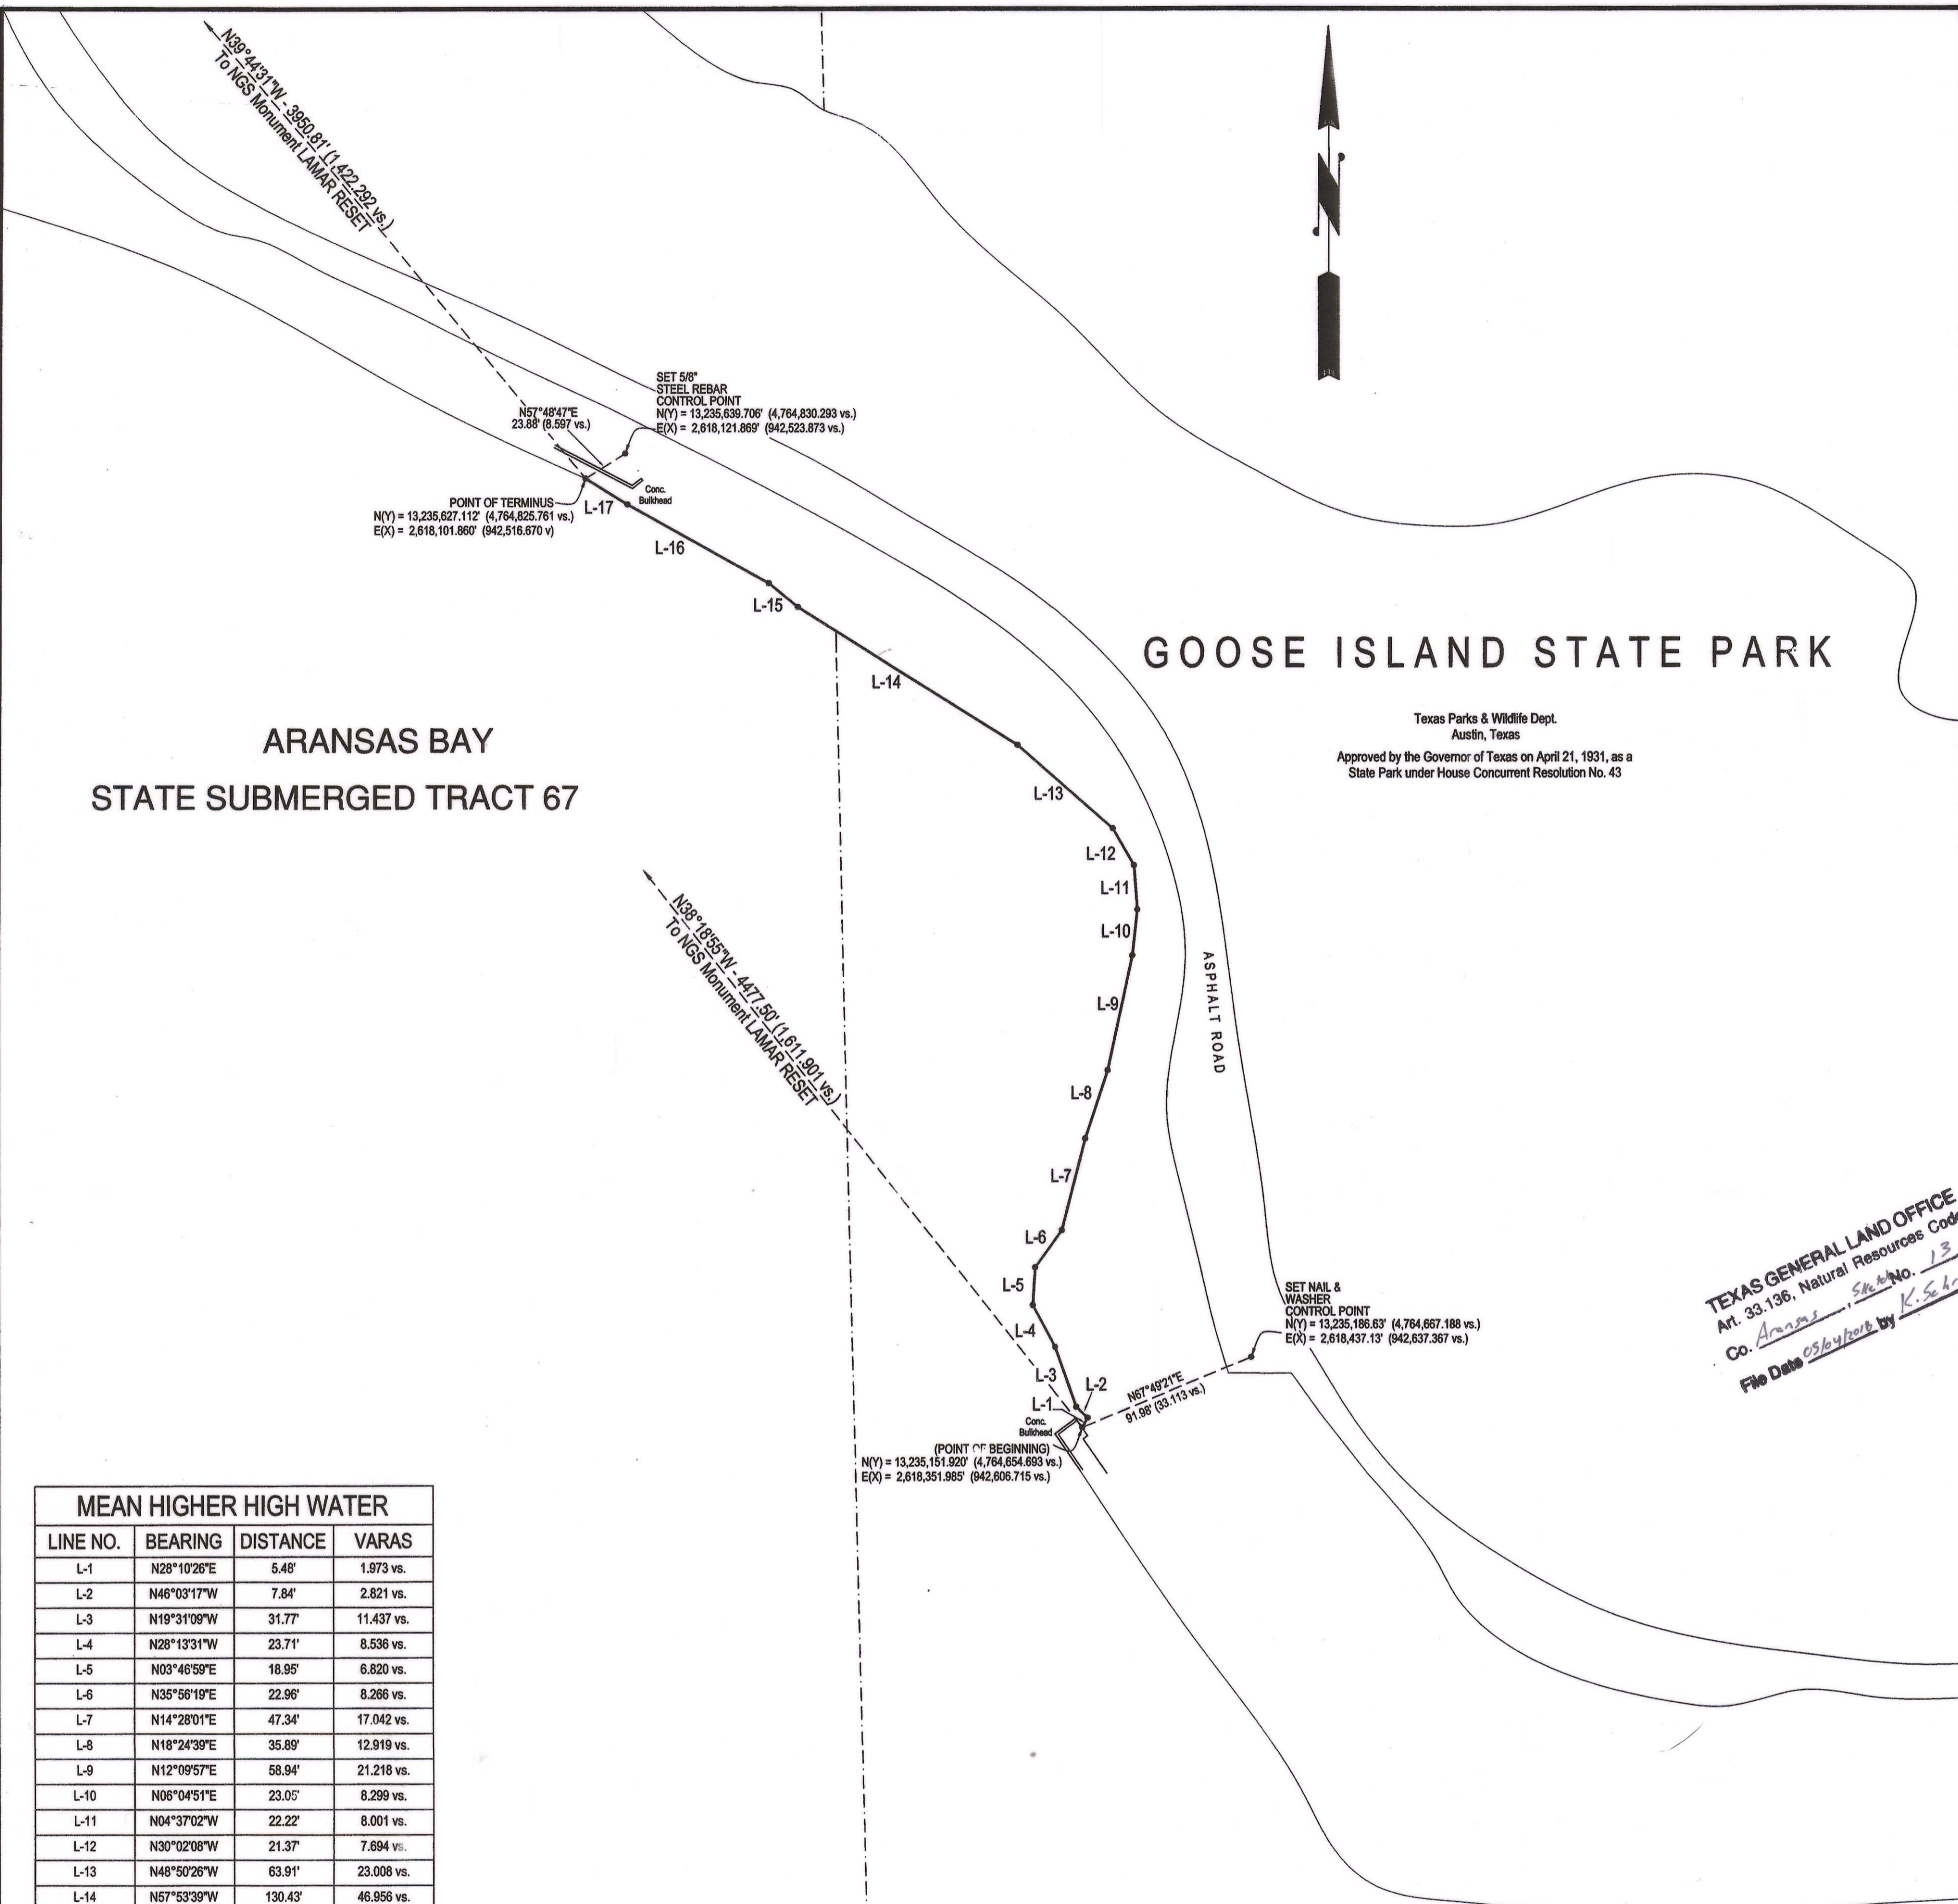 N39°44'31"W - 3950.81' (1,422.292 vs.)
To NGS Monument LAMAR RESET
SET 5/8"
STEEL REBAR
CONTROL POINT
N(Y) = 13,235,639.706' (4,764,830.293 vs.)
E(X) = 2,618,121.869' (942,523.873 vs.)
N57°48'47"E
23.88' (8.597 vs.)
Conc.
Bulkhead
POINT OF TERMINUS
N(Y) = 13,235,627.112' (4,764,825.761 vs.)
E(X) = 2,618,101.860' (942,516.670 v)
L-17
L-16
L-15
L-14
GOOSE ISLAND STATE PARK
Texas Parks & Wildlife Dept.
Austin, Texas
Approved by the Governor of Texas on April 21, 1931, as a
State Park under House Concurrent Resolution No. 43
ARANSAS BAY
STATE SUBMERGED TRACT 67
L-13
L-12
L-11
L-10
N38°18'55"W - 4477.50' (1,611.901 vs.)
To NGS Monument LAMAR RESET
ASPHALT ROAD
L-9
L-8
L-7
L-6
L-5
L-4
L-3
L-2
L-1
SET NAIL &
WASHER
CONTROL POINT
N(Y) = 13,235,186.63' (4,764,667.188 vs.)
E(X) = 2,618,437.13' (942,637.367 vs.)
N67°49'21"E
91.98' (33.113 vs.)
Conc.
Bulkhead
(POINT OF BEGINNING)
N(Y) = 13,235,151.920' (4,764,654.693 vs.)
E(X) = 2,618,351.985' (942,606.715 vs.)
TEXAS GENERAL LAND OFFICE
Art. 33.136, Natural Resources Code
Co. Aransas, Sketch No. 13
File Date 05/04/2018 by K.
MEAN HIGHER HIGH WATER
LINE NO. BEARING DISTANCE VARAS
L-1 N28°10'26"E 5.48' 1.973 vs.
L-2 N46°03'17"W 7.84' 2.821 vs.
L-3 N19°31'09"W 31.77' 11.437 vs.
L-4 N28°13'31"W 23.71' 8.536 vs.
L-5 N03°46'59"E 18.95' 6.820 vs.
L-6 N35°56'19"E 22.96' 8.266 vs.
L-7 N14°28'01"E 47.34' 17.042 vs.
L-8 N18°24'39"E 35.89' 12.919 vs.
L-9 N12°09'57"E 58.94' 21.218 vs.
L-10 N06°04'51"E 23.05' 8.299 vs.
L-11 N04°37'02"W 22.22' 8.001 vs.
L-12 N30°02'08"W 21.37' 7.694 vs.
L-13 N48°50'26"W 63.91' 23.008 vs.
L-14 N57°53'39"W 130.43' 46.956 vs.